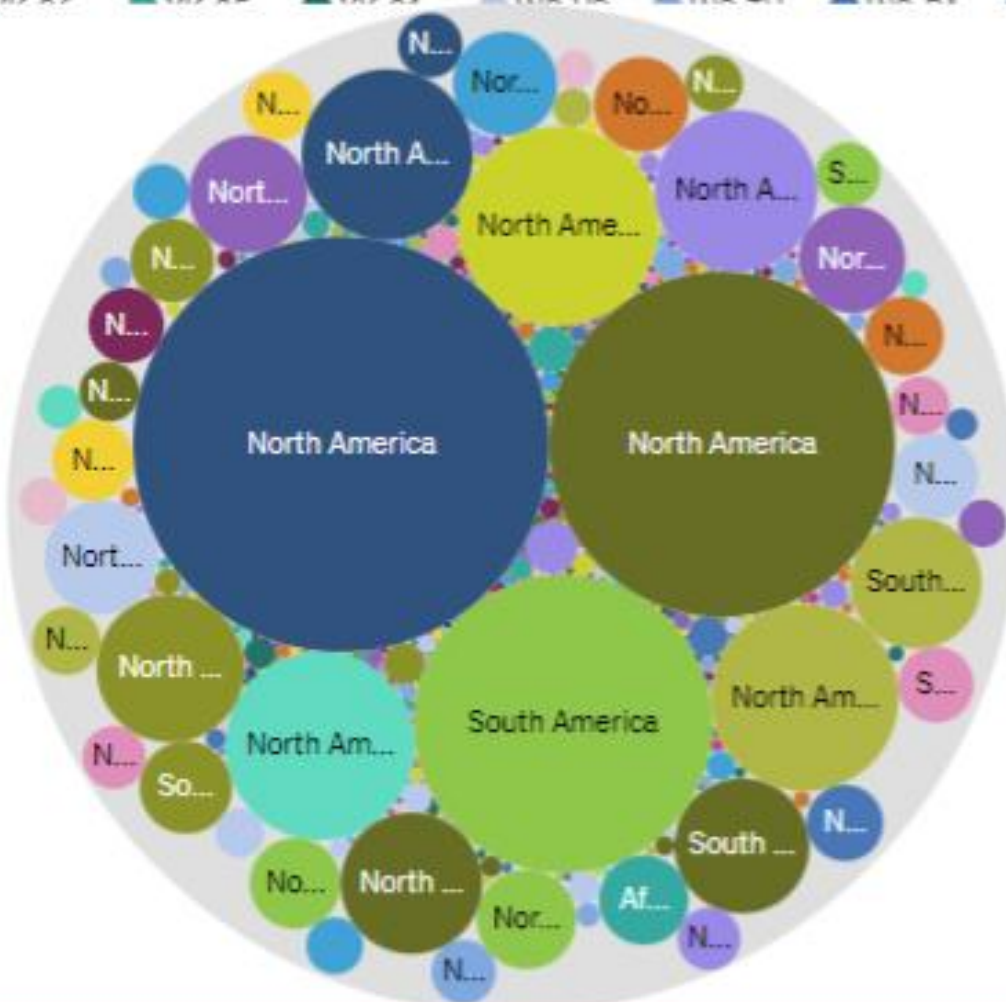 N...
Nor...
N...
No...
N...
North A...
Nort...
North A...
S...
North Ame...
N...
Nor...
N...
N...
N...
N...
North America
North America
N...
N...
Nort...
South...
N...
North ...
S...
North Am...
South America
North Am...
N...
So...
N...
South ...
No...
North ...
Af...
Nor...
N...
N...